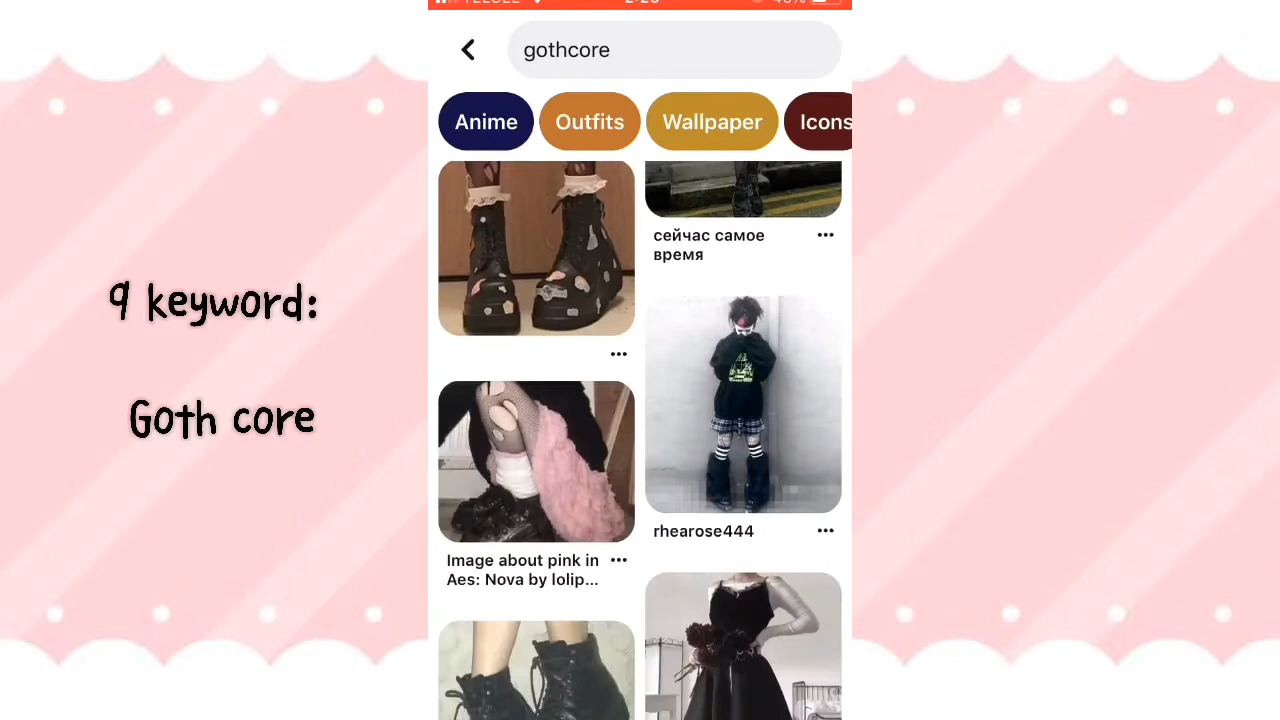 gothcore
Anime
Outfits
Wallpaper
Icons
9 keyword:
Goth core
сейчас самое
время
rhearose444
Image about pink in
Aes: Nova by lolip...